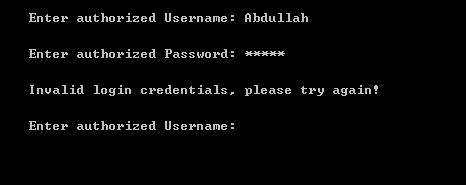 Enter authorized Username: Abdullah
Enter authorized Password: *****
Invalid login credentials, please try again!
Enter authorized Username: